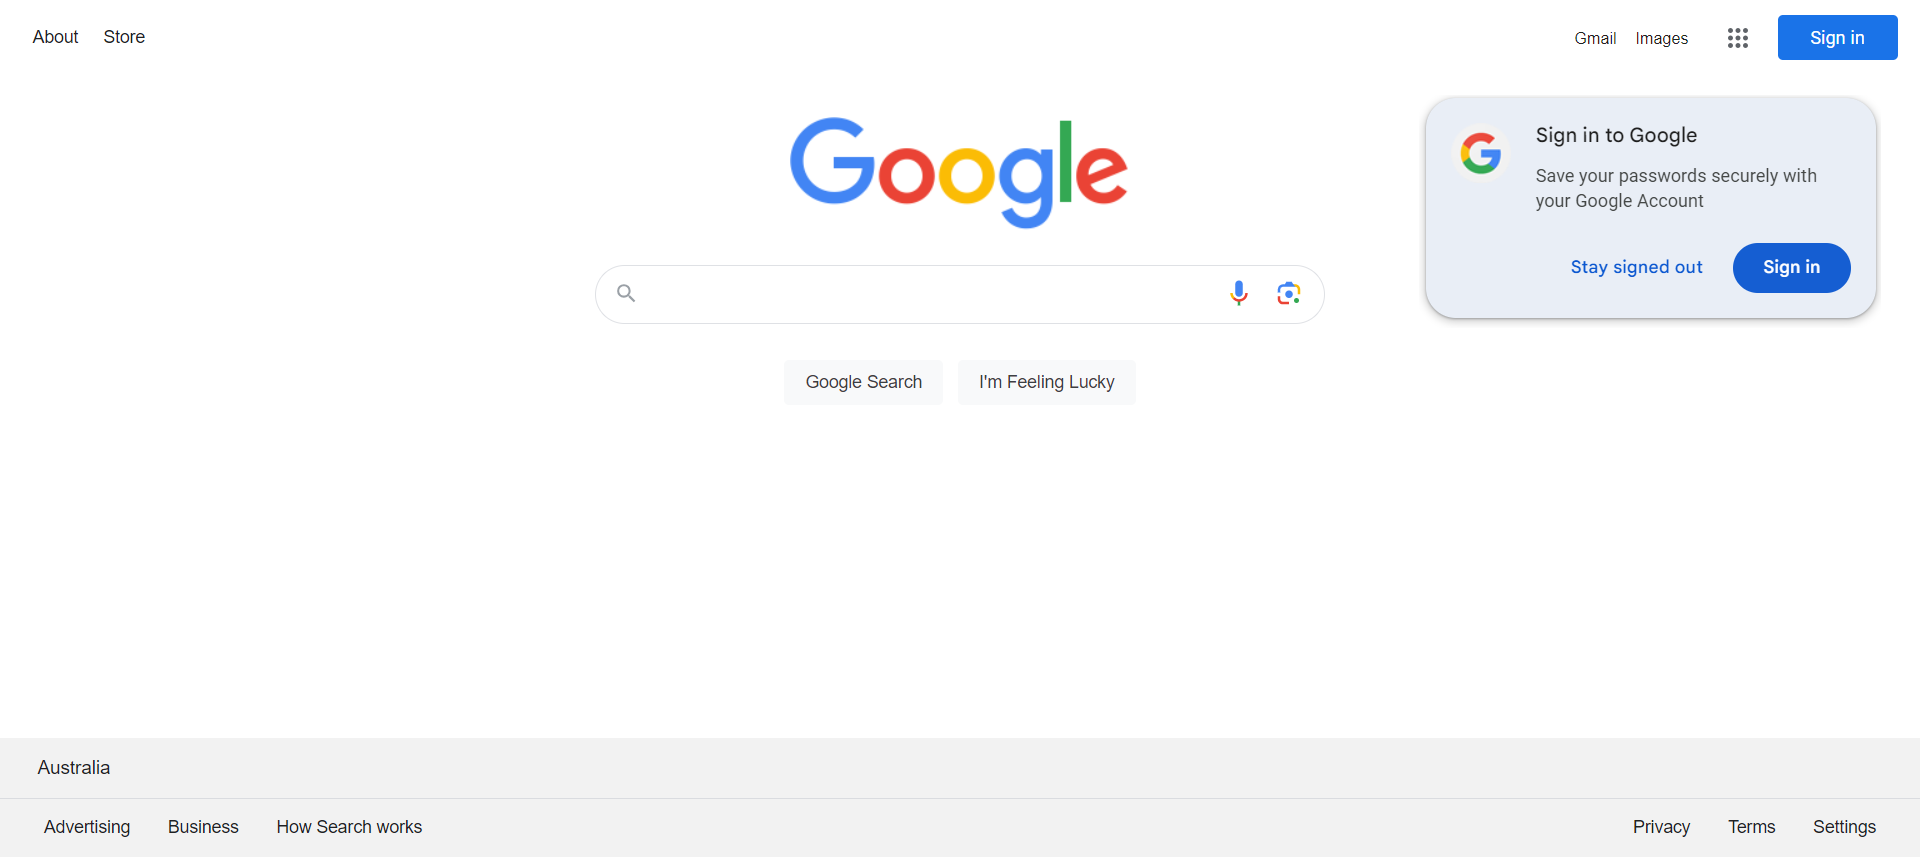 About Store
Gmail Images Sign in
Google
Sign in to Google
Save your passwords securely with
your Google Account
Stay signed out Sign in
Google Search I'm Feeling Lucky
Australia
Advertising Business How Search works
Privacy Terms Settings